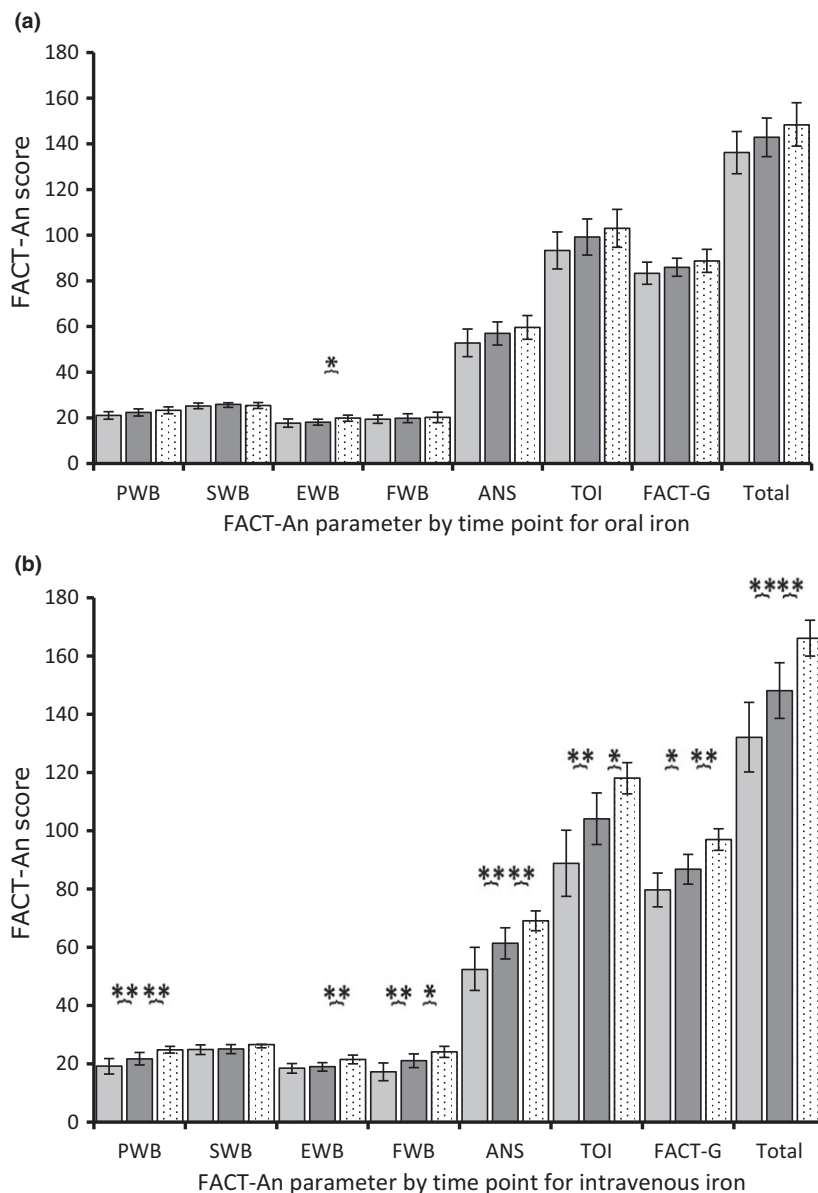 (a)
180
160
140
120
100
80
60
40
20
0
FACT-An score
*
PWB SWB EWB FWB ANS TOI FACT-G Total
FACT-An parameter by time point for oral iron
(b)
180
160
140
120
100
80
60
40
20
0
FACT-An score
** **
** *
* **
** **
** ** ** ** *
PWB SWB EWB FWB ANS TOI FACT-G Total
FACT-An parameter by time point for intravenous iron